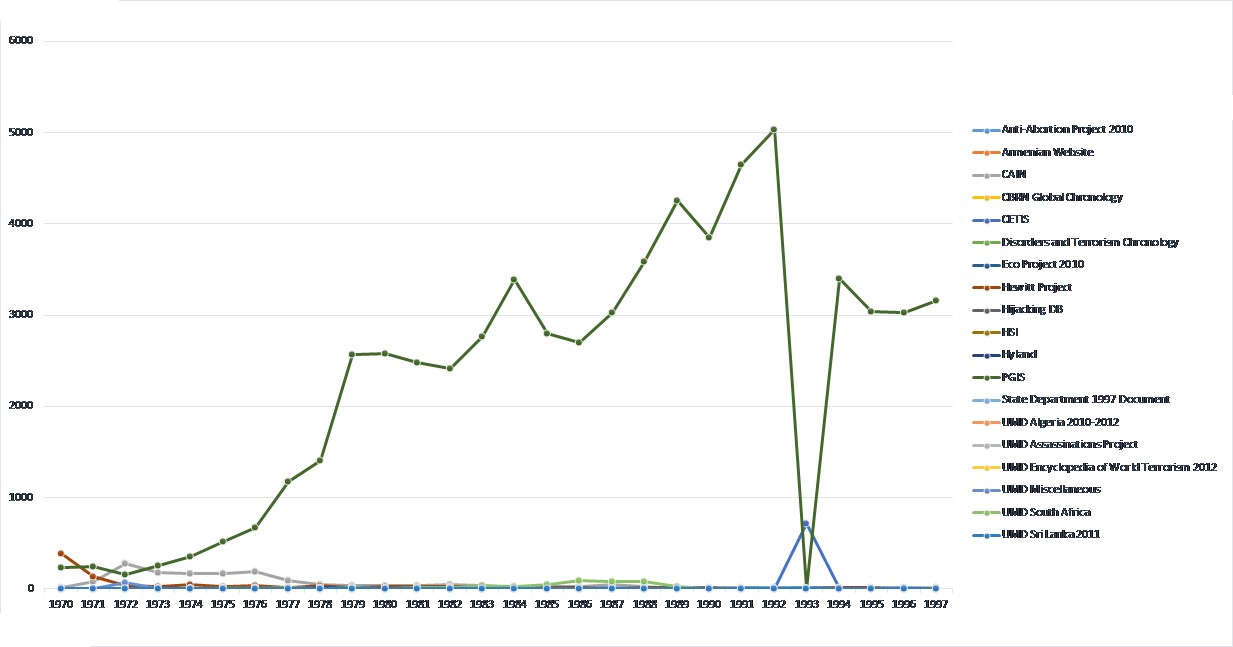 6000
5000
4000
3000
2000
1000
0
1970 1971 1972 1973 1974 1975 1976 1977 1978 1979 1980 1981 1982 1983 1984 1985 1986 1987 1988 1989 1990 1991 1992 1993 1994 1995 1996 1997
Anti-Abortion Project 2010
Armenian Website
CAIN
CBRN Global Chronology
CETIS
Disorders and Terrorism Chronology
Eco Project 2010
Hewitt Project
Hijacking DB
HSI
Hyland
PGIS
State Department 1997 Document
UMD Algeria 2010-2012
UMD Assassinations Project
UMD Encyclopedia of World Terrorism 2012
UMD Miscellaneous
UMD South Africa
UMD Sri Lanka 2011